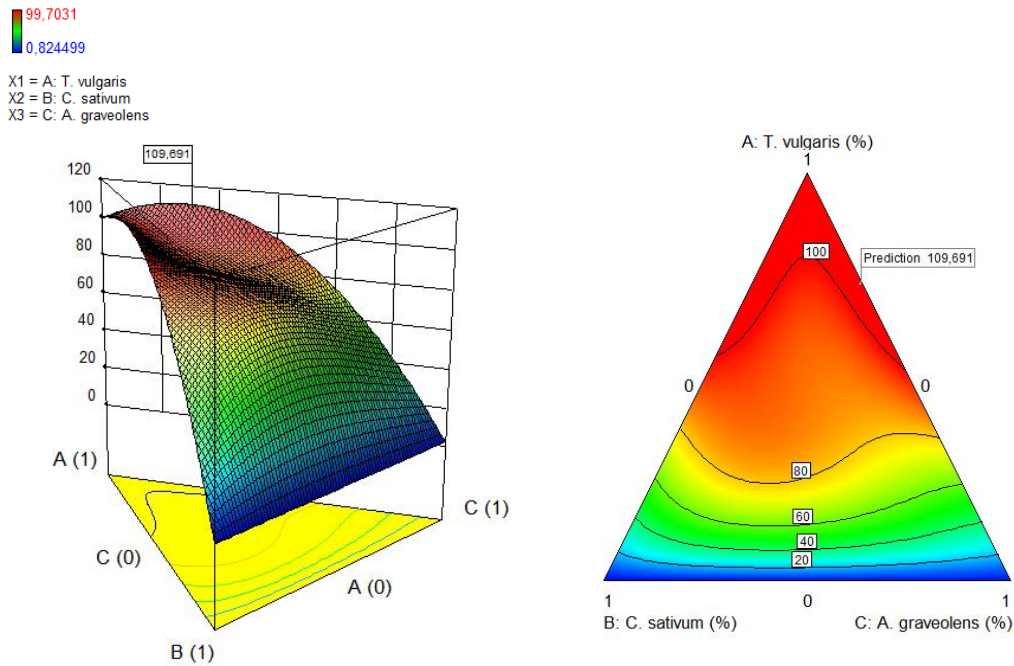 99,7031
0,824499
X1 = A: T. vulgaris
X2 = B: C. sativum
X3 = C: A. graveolens
109,691
120
100
80
60
40
20
0
A (1)
C (1)
C (0)
A (0)
B (1)
A: T. vulgaris (%)
1
100
Prediction 109,691
0
0
80
60
40
20
1
0
1
B: C. sativum (%)
C: A. graveolens (%)